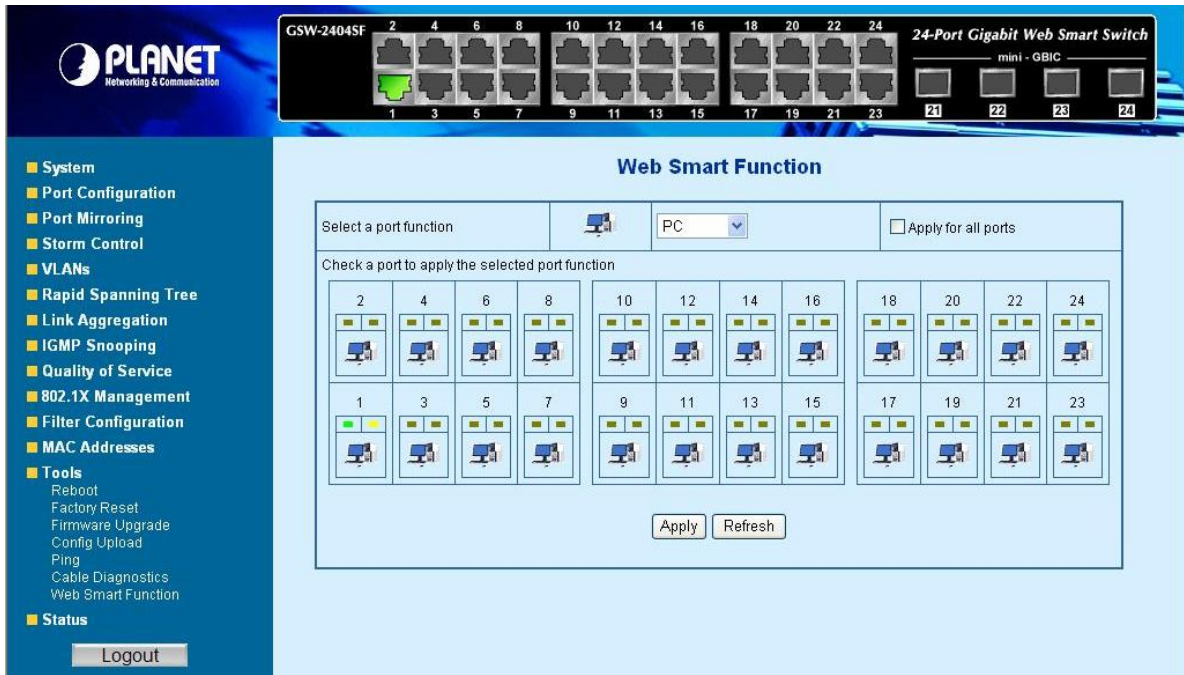 PLANET
Networking & Communication
GSW-2404SF
2 4 6 8 10 12 14 16 18 20 22 24
1 3 5 7 9 11 13 15 17 19 21 23
24-Port Gigabit Web Smart Switch
mini - GBIC
21 22 23 24
System
Port Configuration
Port Mirroring
Storm Control
VLANs
Rapid Spanning Tree
Link Aggregation
IGMP Snooping
Quality of Service
802.1X Management
Filter Configuration
MAC Addresses
Tools
Reboot
Factory Reset
Firmware Upgrade
Config Upload
Ping
Cable Diagnostics
Web Smart Function
Status
Logout
Web Smart Function
Select a port function PC Apply for all ports
Check a port to apply the selected port function
2 4 6 8 10 12 14 16 18 20 22 24
1 3 5 7 9 11 13 15 17 19 21 23
Apply Refresh